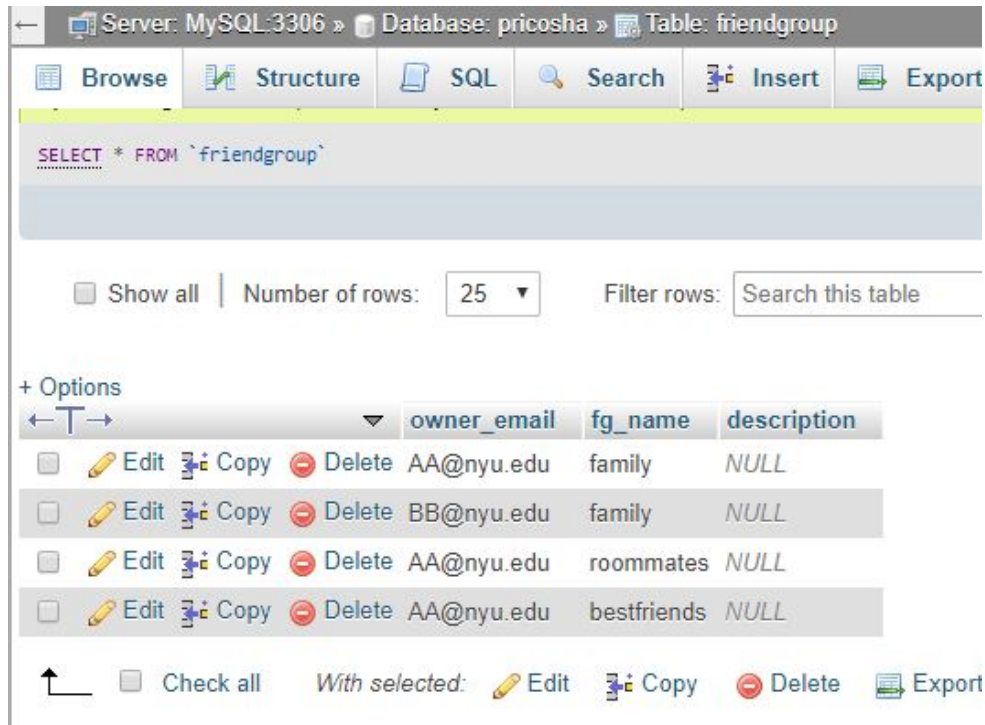 ← Server: MySQL:3306 » Database: pricosha » Table: friendgroup
Browse Structure SQL Search Insert Export
SELECT * FROM `friendgroup`
Show all | Number of rows: 25 Filter rows: Search this table
+ Options
←T→ owner_email fg_name description
Edit Copy Delete AA@nyu.edu family NULL
Edit Copy Delete BB@nyu.edu family NULL
Edit Copy Delete AA@nyu.edu roommates NULL
Edit Copy Delete AA@nyu.edu bestfriends NULL
Check all With selected: Edit Copy Delete Export